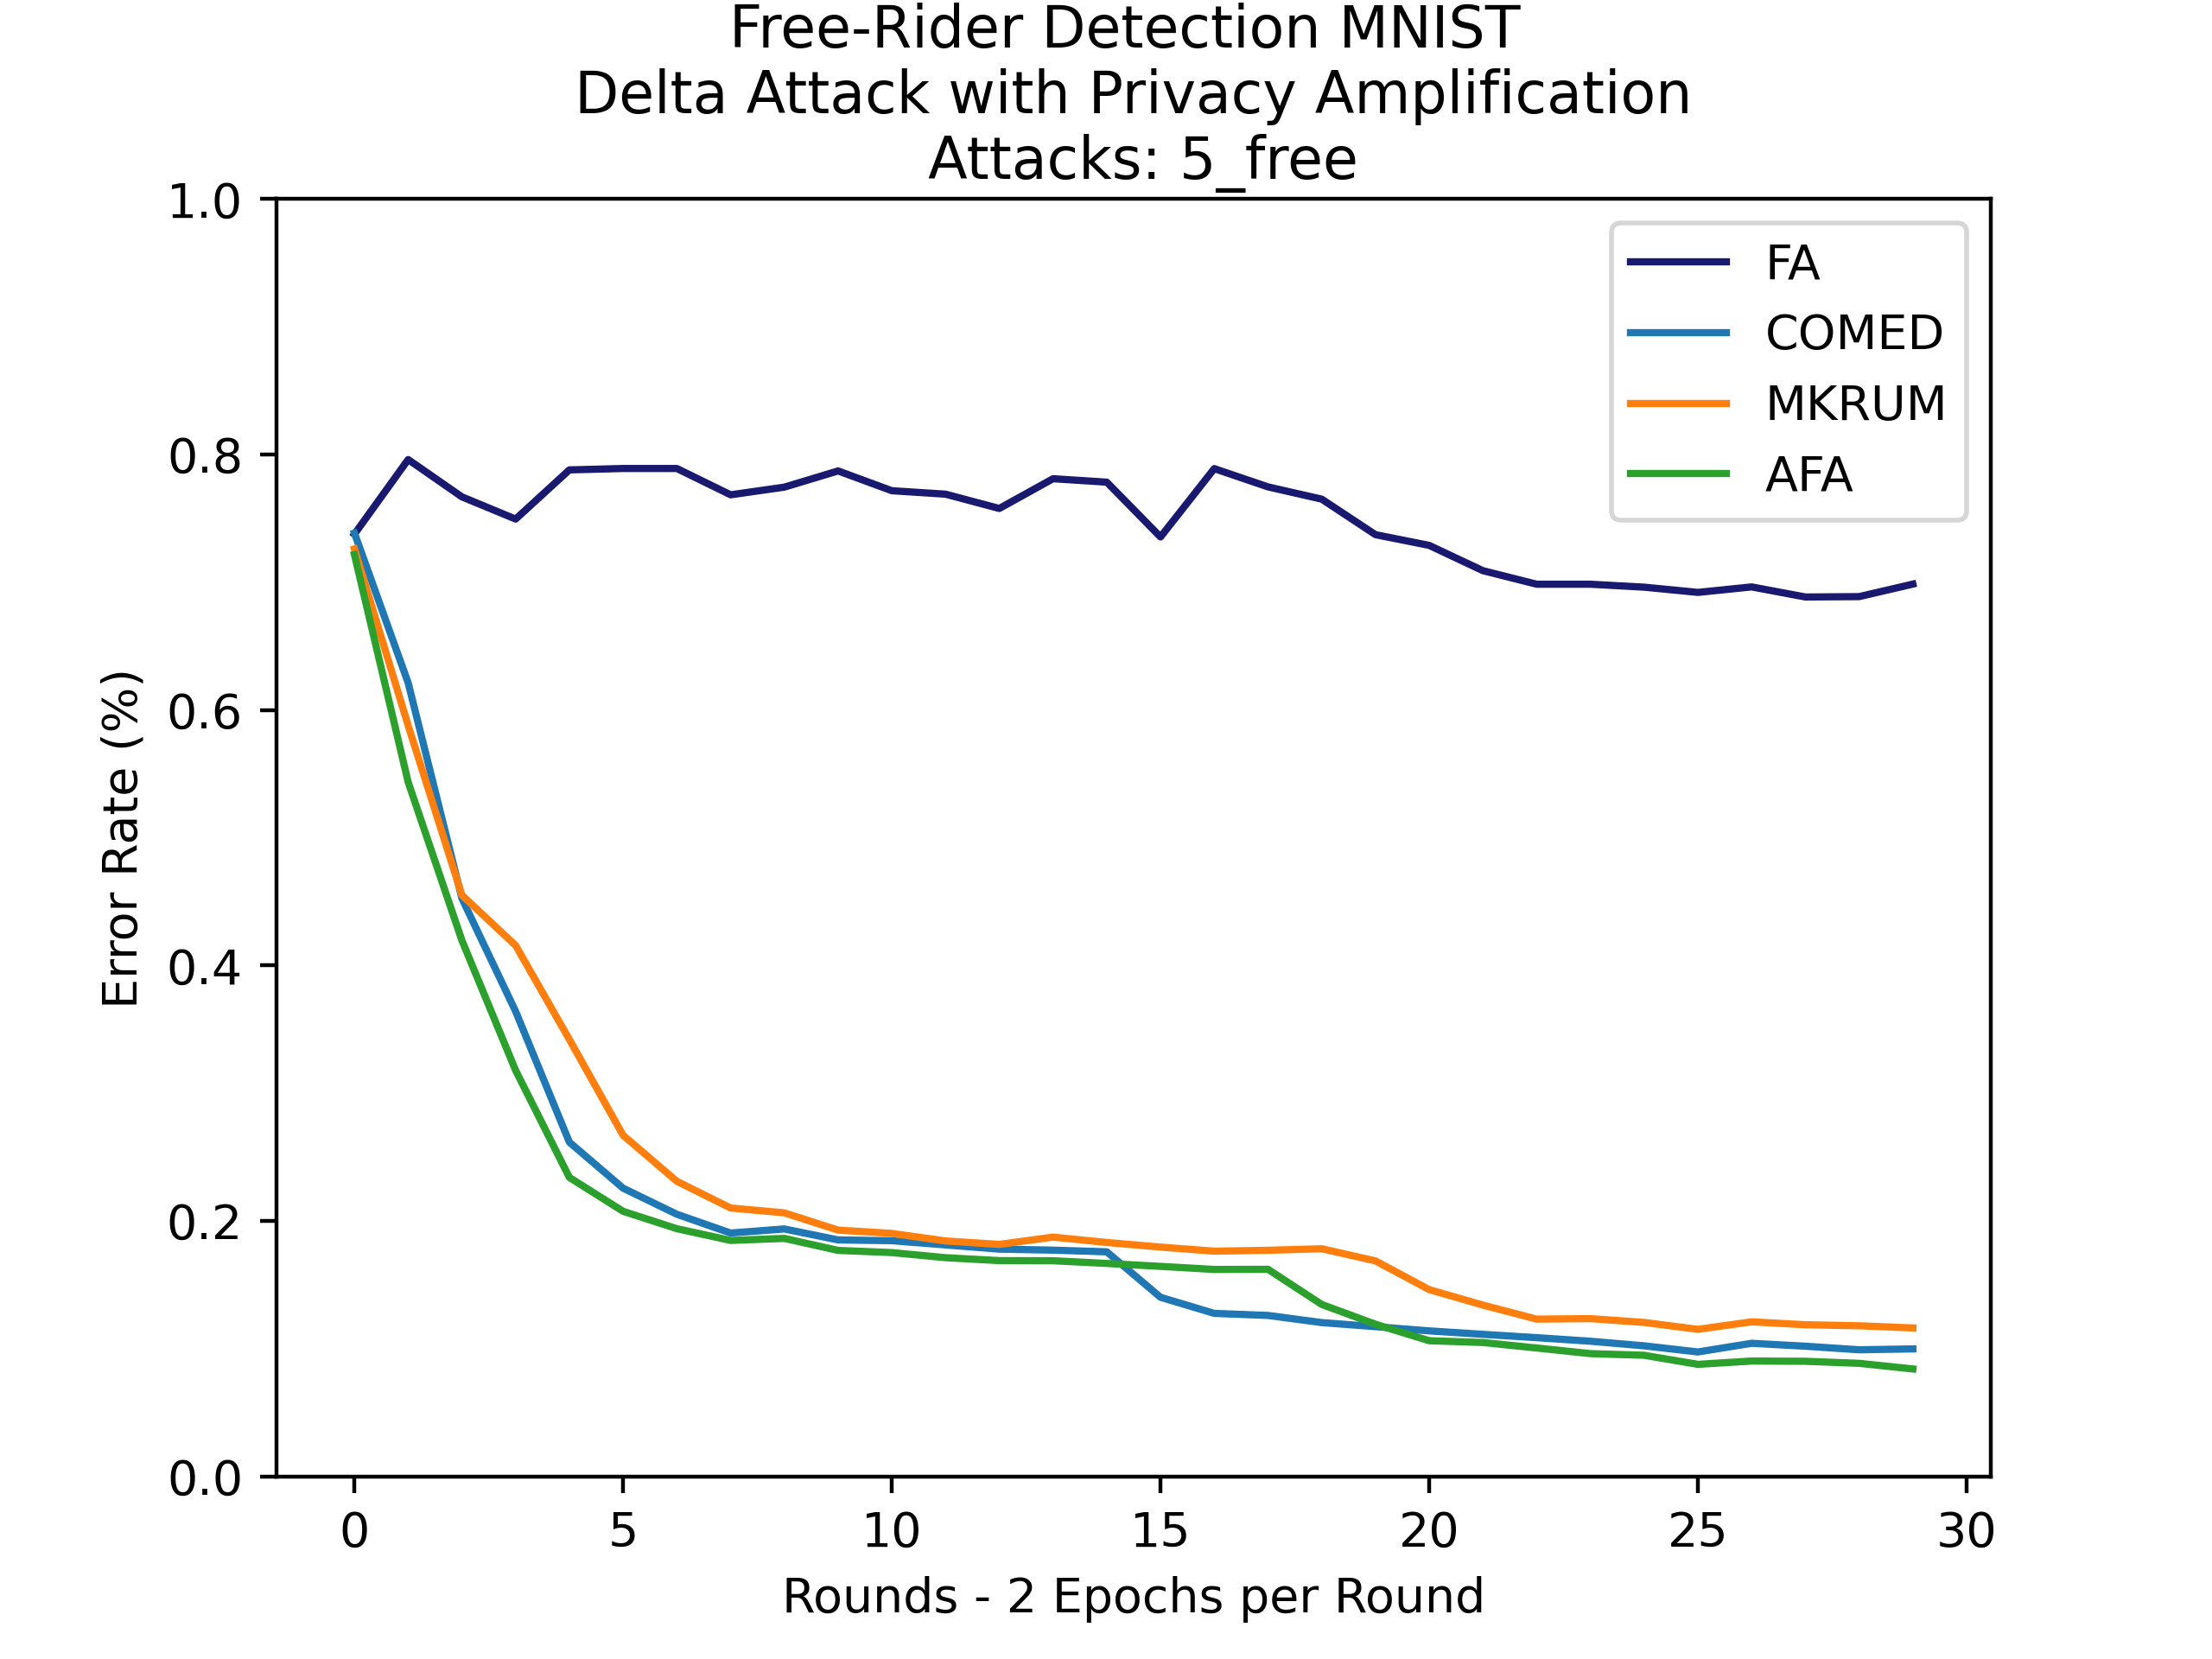 Free-Rider Detection MNIST
Delta Attack with Privacy Amplification
Attacks: 5_free
1.0
0.8
0.6
0.4
0.2
0.0
Error Rate (%)
FA
COMED
MKRUM
AFA
0 5 10 15 20 25 30
Rounds - 2 Epochs per Round